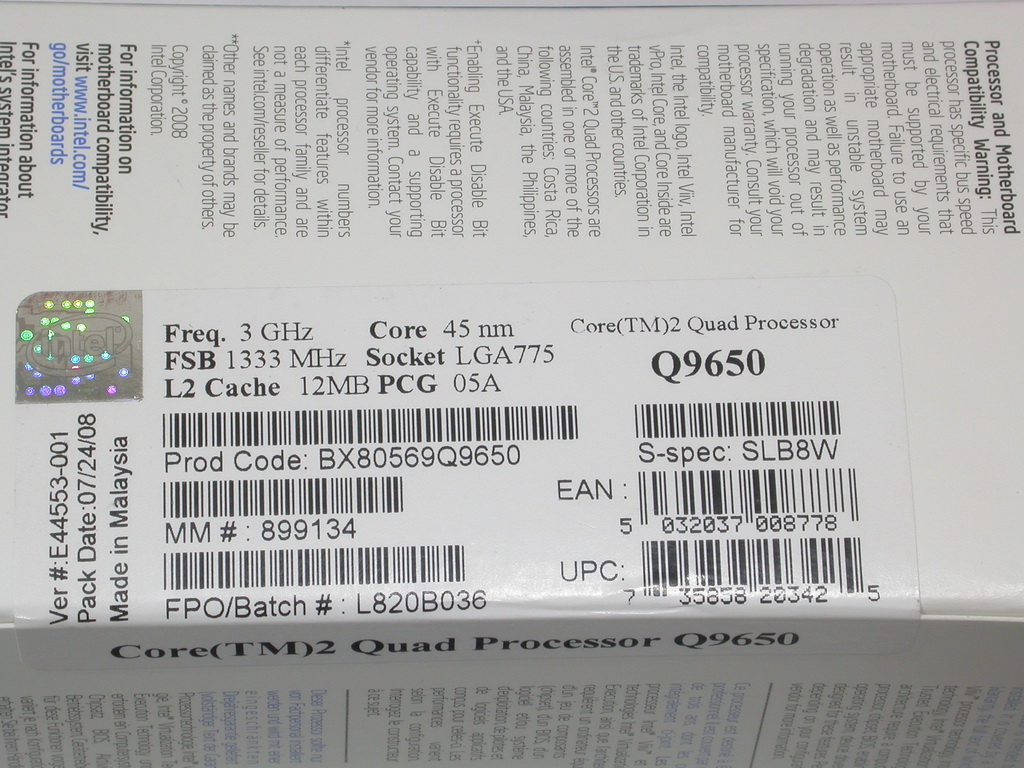 Processor and Motherboard
Compatibility Warning: This
processor has specific bus speed
and electrical requirements that
must be supported by your
motherboard. Failure to use an
appropriate motherboard may
result in unstable system
operation as well as performance
degradation and may result in
running your processor out of
specification, which will void your
processor warranty. Consult your
motherboard manufacturer for
compatibility.
Intel, the Intel logo, Intel Viiv, Intel
vPro, Intel Core, and Core Inside are
trademarks of Intel Corporation in
the U.S. and other countries.
Intel® Core™2 Quad Processors are
assembled in one or more of the
following countries: Costa Rica,
China, Malaysia, the Philippines,
and the USA.
+Enabling Execute Disable Bit
functionality requires a processor
with Execute Disable Bit
capability and a supporting
operating system. Contact your
vendor for more information.
*Intel processor numbers
differentiate features within
each processor family and are
not a measure of performance.
See intel.com/reseller for details.
**Other names and brands may be
claimed as the property of others.
Copyright © 2008
Intel Corporation.
For information on
motherboard compatibility,
visit www.intel.com/
go/motherboards
For information about
Intel's system integrator
intel
Freq. 3 GHz Core 45 nm
FSB 1333 MHz Socket LGA775
L2 Cache 12MB PCG 05A
Core(TM)2 Quad Processor
Q9650
Prod Code: BX80569Q9650
S-spec: SLB8W
MM # : 899134
EAN :
5 032037 008778
FPO/Batch # : L820B036
UPC:
7 35858 20342 5
Ver #:E44553-001
Pack Date:07/24/08
Made in Malaysia
Core(TM)2 Quad Processor Q9650